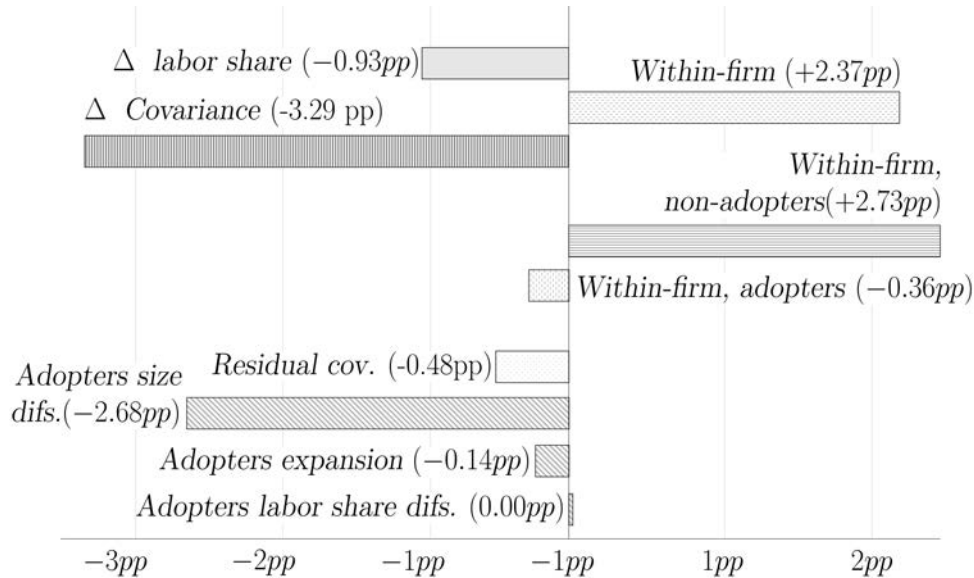 Δ labor share (−0.93pp)
Within-firm (+2.37pp)
Δ Covariance (-3.29 pp)
Within-firm,
non-adopters(+2.73pp)
Within-firm, adopters (−0.36pp)
Residual cov. (-0.48pp)
Adopters size
difs.(−2.68pp)
Adopters expansion (−0.14pp)
Adopters labor share difs. (0.00pp)
−3pp −2pp −1pp −1pp 1pp 2pp